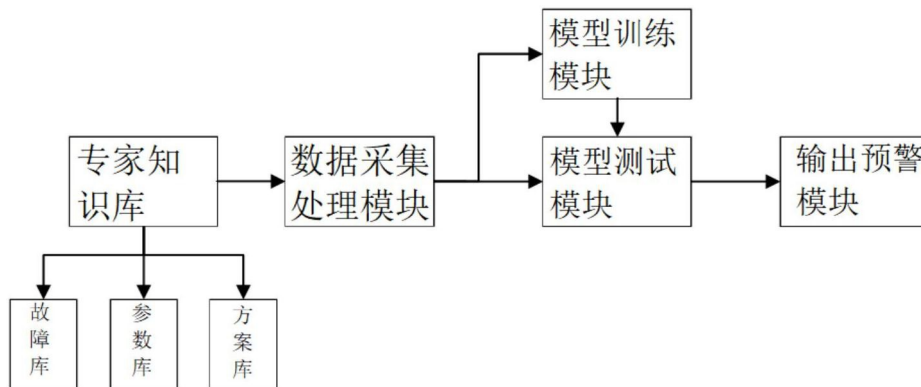 模型训练
模块
专家知
识库
数据采集
处理模块
模型测试
模块
输出预警
模块
故
障
库
参
数
库
方
案
库